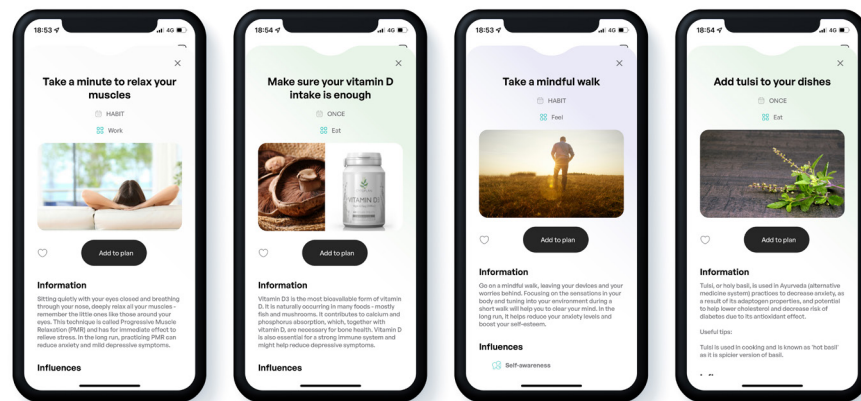 18:53
4G
Take a minute to relax your
muscles
HABIT
Work
Add to plan
Information
Sitting quietly with your eyes closed and breathing
through your nose, deeply relax all your muscles -
remember the little ones like those around your
eyes. This technique is called Progressive Muscle
Relaxation (PMR) and has for immediate effect to
relieve stress. In the long run, practicing PMR can
reduce anxiety and mild depressive symptoms.
Influences
18:54
4G
Make sure your vitamin D
intake is enough
ONCE
Eat
VITAMIN D3
Add to plan
Information
Vitamin D3 is the most bioavailable form of vitamin
D. It is naturally occurring in many foods - mostly
fish and mushrooms. It contributes to calcium and
phosphorus absorption, which, together with
vitamin D, are necessary for bone health. Vitamin D
is also essential for a strong immune system and
might help reduce depressive symptoms.
Influences
18:53
4G
Take a mindful walk
HABIT
Feel
Add to plan
Information
Go on a mindful walk, leaving your devices and your
worries behind. Focusing on the sensations in your
body and tuning into your environment during a
short walk will help you to clear your mind. In the
long run, it helps reduce your anxiety levels and
boost your self-esteem.
Influences
Self-awareness
18:54
4G
Add tulsi to your dishes
ONCE
Eat
Add to plan
Information
Tulsi, or holy basil, is used in Ayurveda (alternative
medicine system) practices to decrease anxiety, as
a result of its adaptogen properties, and potential
to help lower cholesterol and decrease risk of
diabetes due to its antioxidant effect.
Useful tips:
Tulsi is used in cooking and is known as 'hot basil'
as it is spicier version of basil.